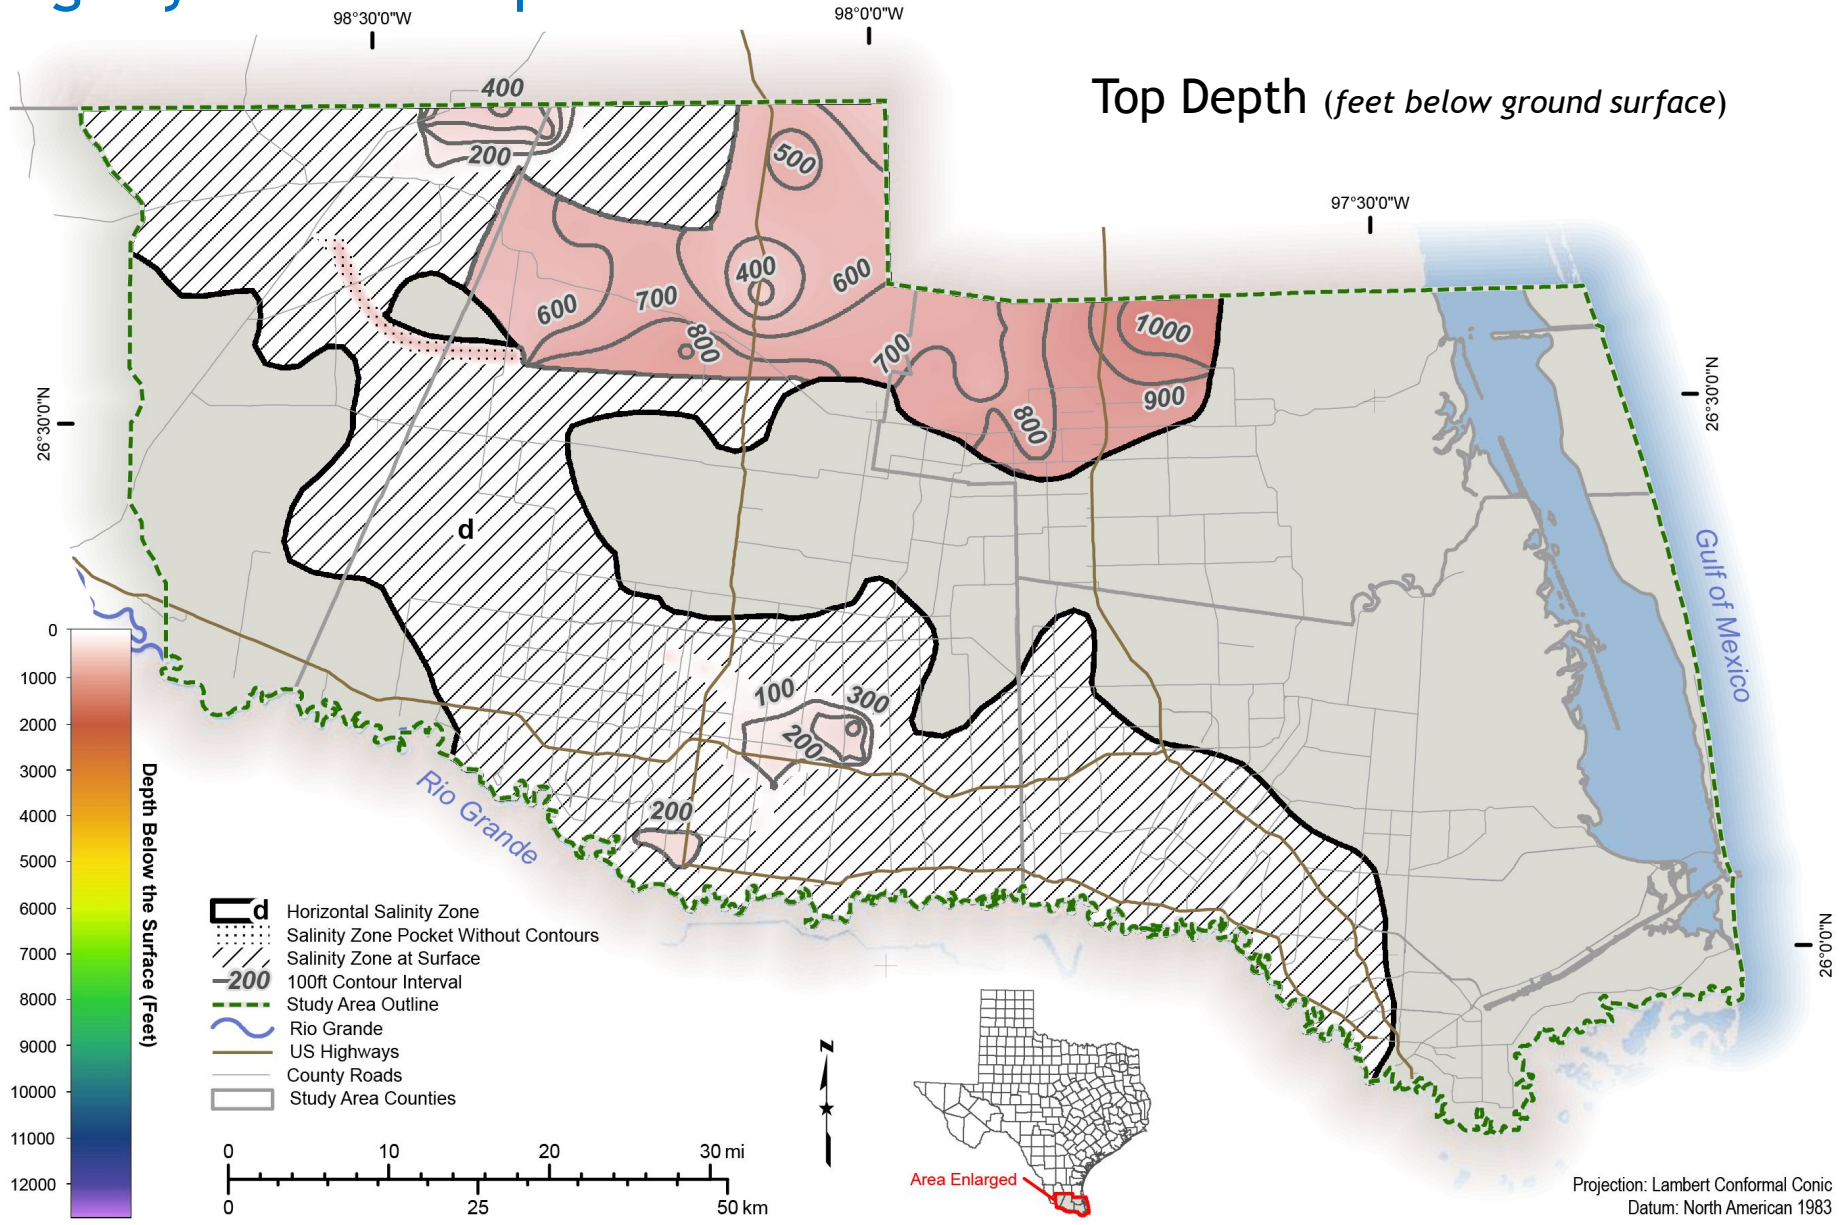 98°30'0"W
98°0'0"W
Top Depth (feet below ground surface)
97°30'0"W
400
200
500
400
600
600
700
800
700
1000
900
800
26°30'0"N
26°30'0"N
d
Gulf of Mexico
100
300
200
200
Rio Grande
26°0'0"N
0
1000
2000
3000
4000
5000
6000
7000
8000
9000
10000
11000
12000
Depth Below the Surface (Feet)
d Horizontal Salinity Zone
Salinity Zone Pocket Without Contours
Salinity Zone at Surface
200 100ft Contour Interval
Study Area Outline
Rio Grande
US Highways
County Roads
Study Area Counties
0 10 20 30 mi
0 25 50 km
N
Area Enlarged
Projection: Lambert Conformal Conic
Datum: North American 1983